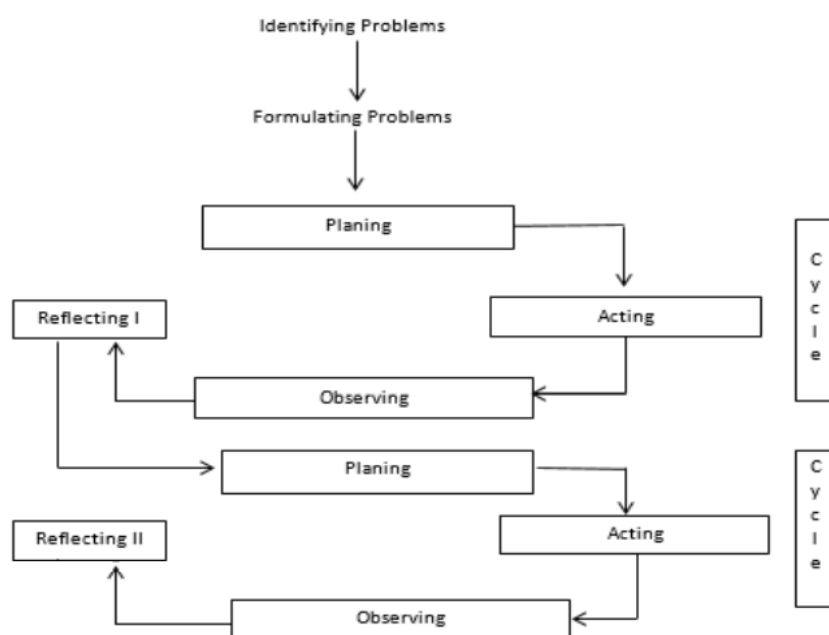 Identifying Problems
Formulating Problems
Planing
Acting
Reflecting I
Observing
C
y
c
l
e
Planing
Acting
Reflecting II
Observing
C
y
c
l
e